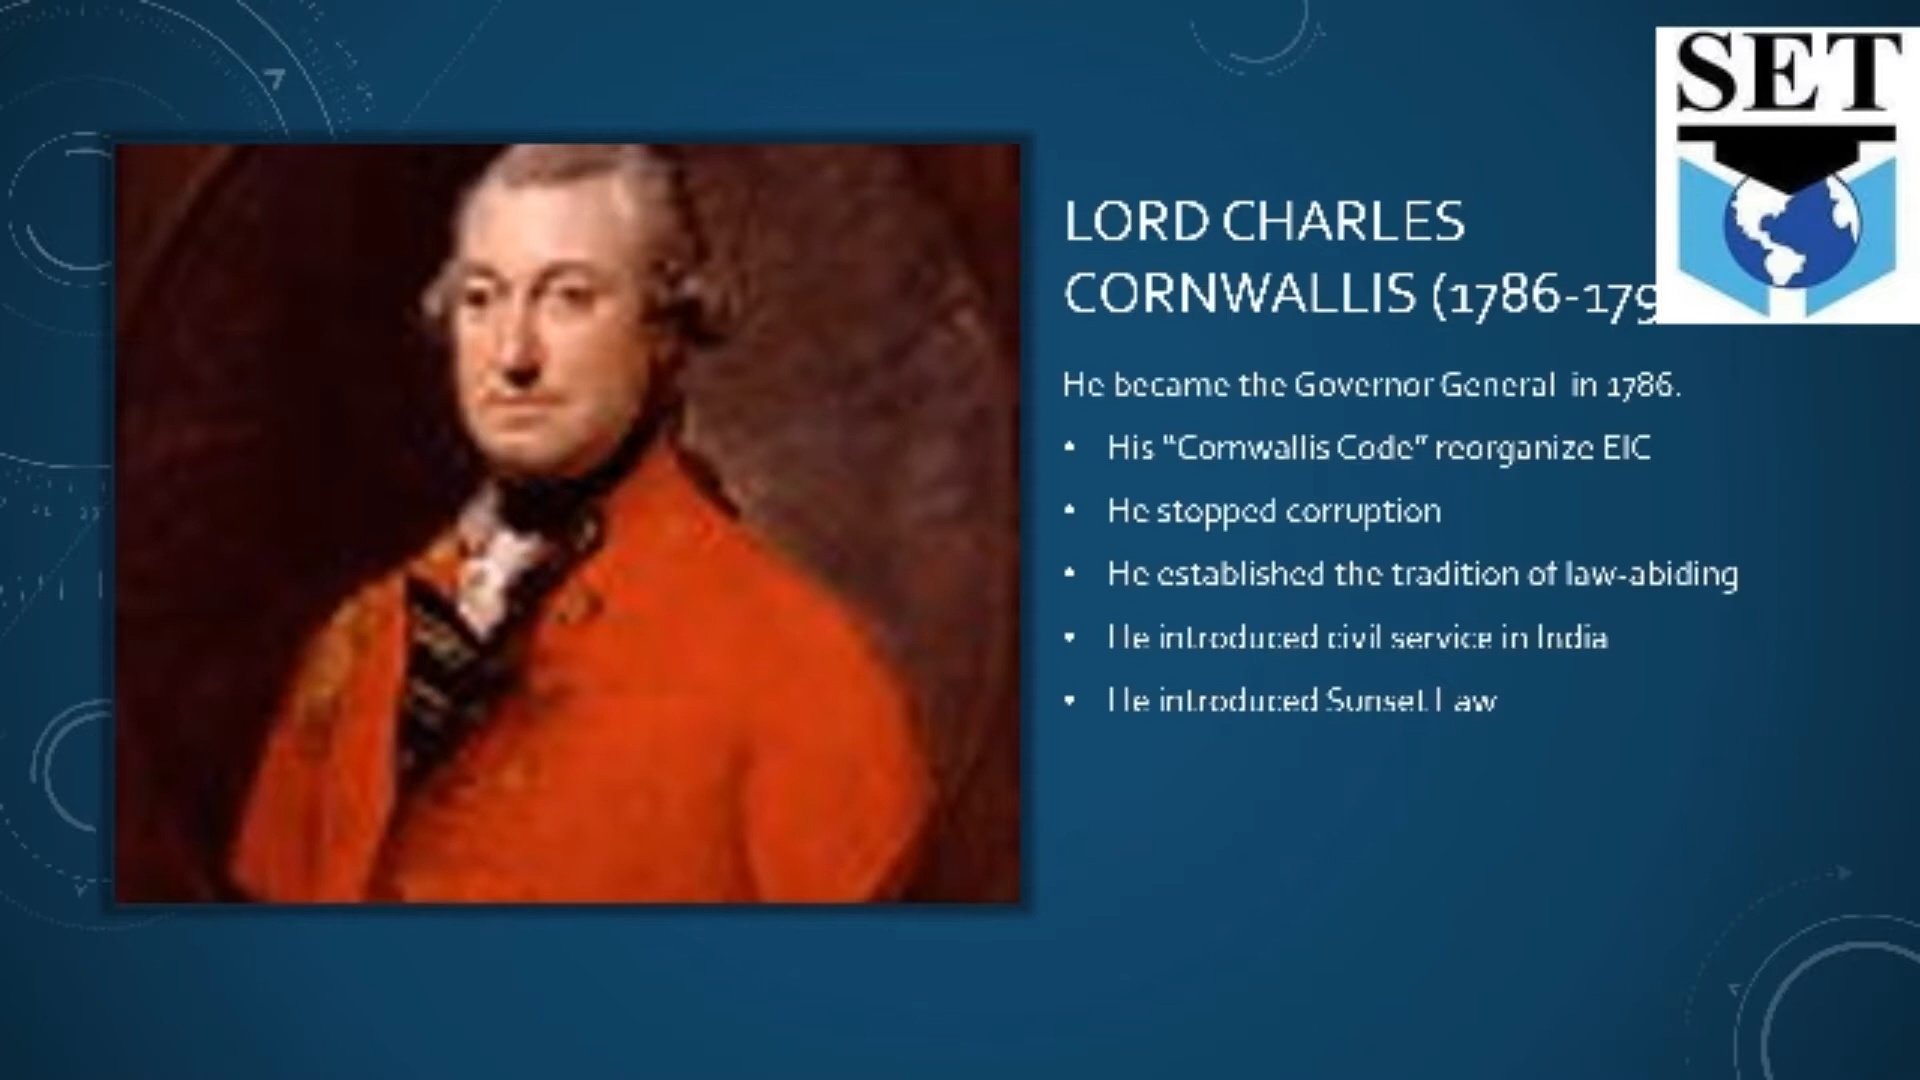 SET
LORD CHARLES
CORNWALLIS (1786-179
He became the Governor General in 1786.
• His “Cornwallis Code” reorganize EIC
• He stopped corruption
• He established the tradition of law-abiding
• He introduced civil service in India
• He introduced Sunset Law